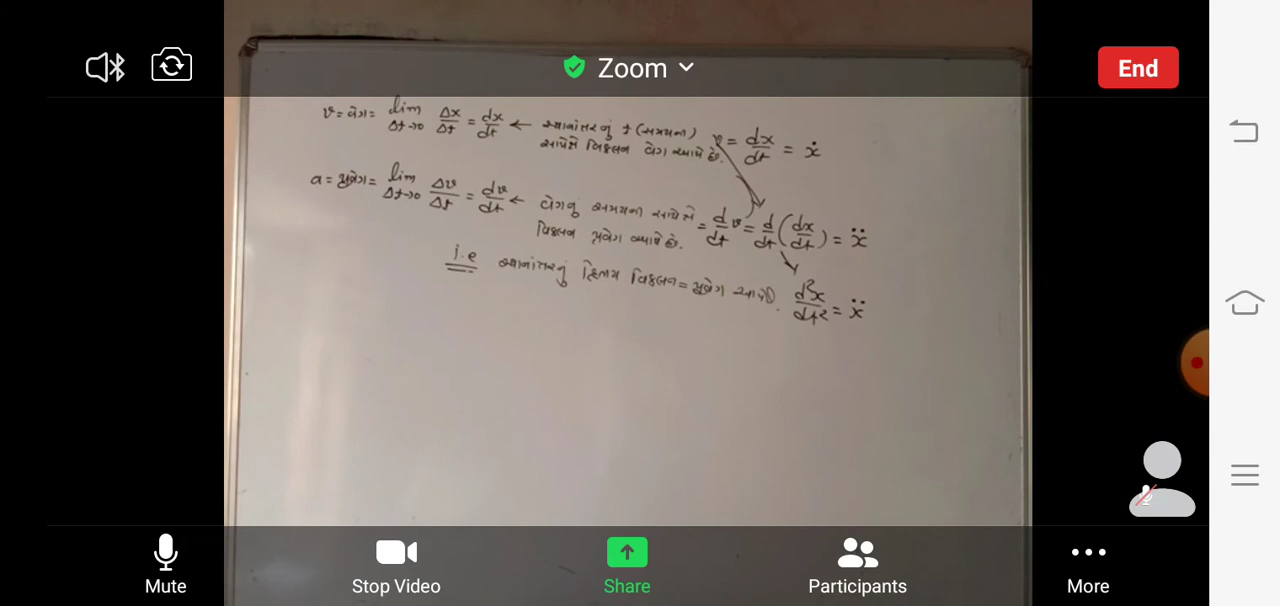 Zoom
End
v = વેગ = lim Δt→0 Δx/Δt = dx/dt ← સ્થાનાંતરનું t (સમયના) v = dx/dt = ẋ
સાપેક્ષે વિકલન વેગ આપે છે.
a = પ્રવેગ = lim Δt→0 Δv/Δt = dv/dt ← વેગનું સમયના સાપેક્ષે = d/dt v = d/dt (dx/dt) = ẍ
વિકલન પ્રવેગ આપે છે.
i.e સ્થાનાંતરનું દ્વિતીય વિકલન = પ્રવેગ d²x/dt² = ẍ
Mute
Stop Video
Share
Participants
More